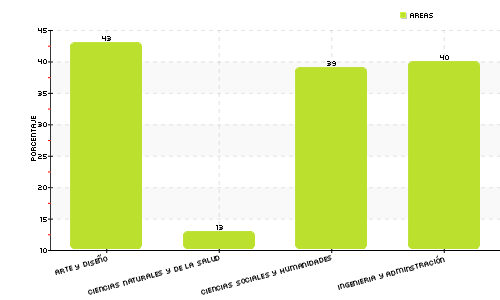 AREAS
45
43
40
40
39
35
PORCENTAJE
30
25
20
15
13
10
ARTE Y DISEÑO
CIENCIAS NATURALES Y DE LA SALUD
CIENCIAS SOCIALES Y HUMANIDADES
INGENIERIA Y ADMINSTRACIÓN